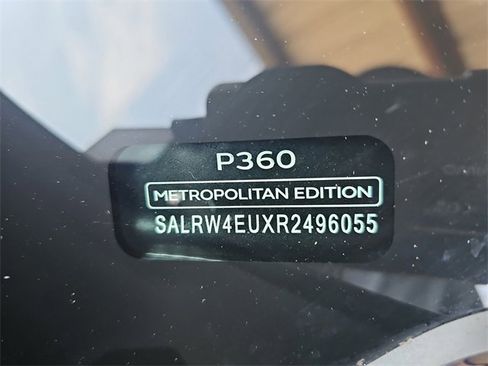 P360
METROPOLITAN EDITION
SALRW4EUXR2496055